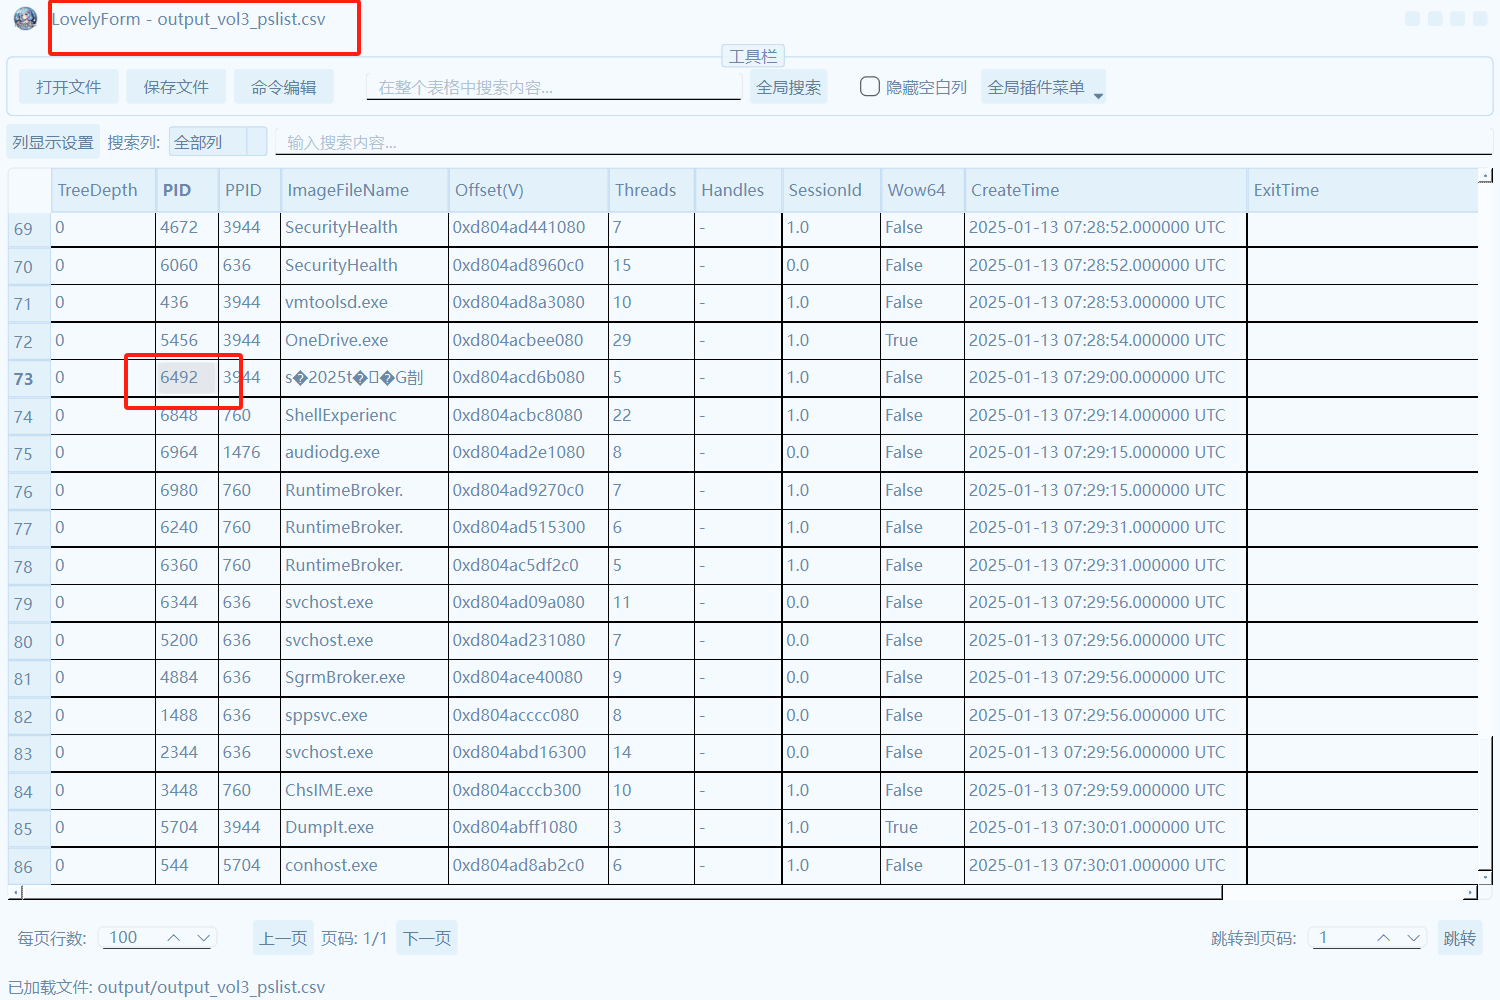 LovelyForm - output_vol3_pslist.csv
工具栏
打开文件 保存文件 命令编辑 在整个表格中搜索内容... 全局搜索 隐藏空白列 全局插件菜单
列显示设置 搜索列: 全部列 输入搜索内容...
TreeDepth PID PPID ImageFileName Offset(V) Threads Handles SessionId Wow64 CreateTime ExitTime
69 0 4672 3944 SecurityHealth 0xd804ad441080 7 - 1.0 False 2025-01-13 07:28:52.000000 UTC
70 0 6060 636 SecurityHealth 0xd804ad8960c0 15 - 0.0 False 2025-01-13 07:28:52.000000 UTC
71 0 436 3944 vmtoolsd.exe 0xd804ad8a3080 10 - 1.0 False 2025-01-13 07:28:53.000000 UTC
72 0 5456 3944 OneDrive.exe 0xd804acbee080 29 - 1.0 True 2025-01-13 07:28:54.000000 UTC
73 0 6492 3944 s�2025t��G 0xd804acd6b080 5 - 1.0 False 2025-01-13 07:29:00.000000 UTC
74 0 6848 760 ShellExperienc 0xd804acbc8080 22 - 1.0 False 2025-01-13 07:29:14.000000 UTC
75 0 6964 1476 audiodg.exe 0xd804ad2e1080 8 - 0.0 False 2025-01-13 07:29:15.000000 UTC
76 0 6980 760 RuntimeBroker. 0xd804ad9270c0 7 - 1.0 False 2025-01-13 07:29:15.000000 UTC
77 0 6240 760 RuntimeBroker. 0xd804ad515300 6 - 1.0 False 2025-01-13 07:29:31.000000 UTC
78 0 6360 760 RuntimeBroker. 0xd804ac5df2c0 5 - 1.0 False 2025-01-13 07:29:31.000000 UTC
79 0 6344 636 svchost.exe 0xd804ad09a080 11 - 0.0 False 2025-01-13 07:29:56.000000 UTC
80 0 5200 636 svchost.exe 0xd804ad231080 7 - 0.0 False 2025-01-13 07:29:56.000000 UTC
81 0 4884 636 SgrmBroker.exe 0xd804ace40080 9 - 0.0 False 2025-01-13 07:29:56.000000 UTC
82 0 1488 636 sppsvc.exe 0xd804acccc080 8 - 0.0 False 2025-01-13 07:29:56.000000 UTC
83 0 2344 636 svchost.exe 0xd804abd16300 14 - 0.0 False 2025-01-13 07:29:56.000000 UTC
84 0 3448 760 ChsIME.exe 0xd804acccb300 10 - 1.0 False 2025-01-13 07:29:59.000000 UTC
85 0 5704 3944 DumpIt.exe 0xd804abff1080 3 - 1.0 True 2025-01-13 07:30:01.000000 UTC
86 0 544 5704 conhost.exe 0xd804ad8ab2c0 6 - 1.0 False 2025-01-13 07:30:01.000000 UTC
每页行数: 100 上一页 页码: 1/1 下一页 跳转到页码: 1 跳转
已加载文件: output/output_vol3_pslist.csv